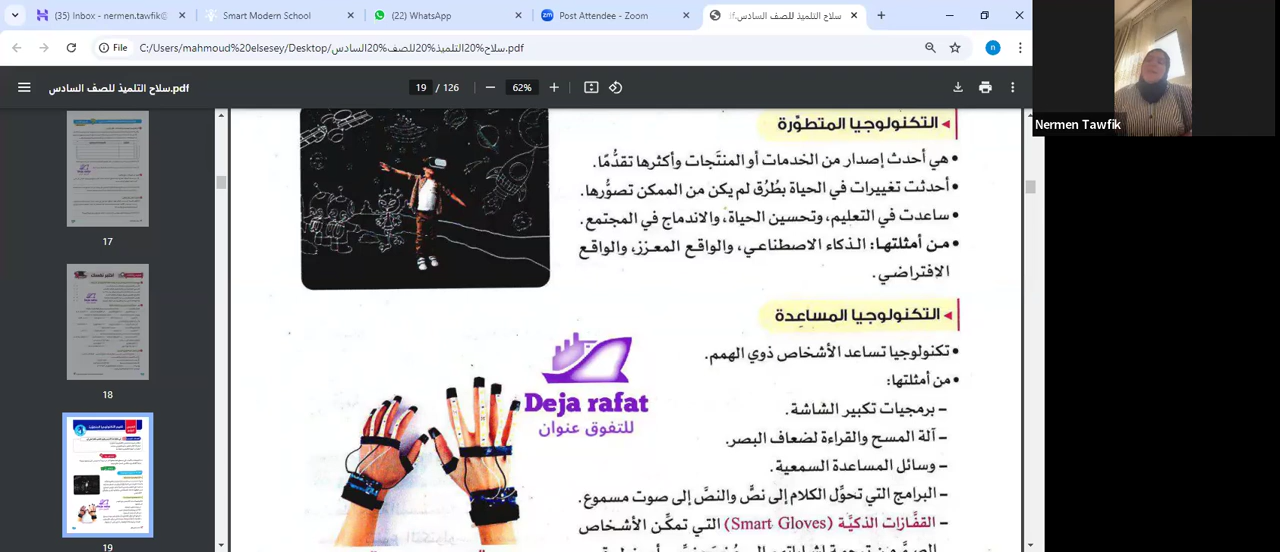 (35) Inbox - nermen.tawfik@
Smart Modern School
(22) WhatsApp
Post Attendee - Zoom
سلاح التلميذ للصف السادس.pdf
File
C:/Users/mahmoud%20elsesey/Desktop/سلاح%20التلميذ%20للصف%20السادس.pdf
n
سلاح التلميذ للصف السادس.pdf
19 / 126
62%
Nermen Tawfik
17
18
19
التكنولوجيا المتطوّرة
• هي أحدث إصدار من الخدمات أو المنتَجات وأكثرها تقدُّمًا.
• أحدثت تغييرات في الحياة بطُرُق لم يكن من الممكن تصوُّرها.
• ساعدت في التعليم، وتحسين الحياة، والاندماج في المجتمع.
• من أمثلتها: الذكاء الاصطناعي، والواقع المعزز، والواقع
الافتراضي.
التكنولوجيا المساعدة
• تكنولوجيا تساعد الأشخاص ذوي الهمم.
• من أمثلتها:
– برمجيات تكبير الشاشة.
– آلة المسح والقراءة لضعاف البصر.
– وسائل المساعدة السمعية.
– البرامج التي تحوِّل الكلام إلى نصٍّ والنصَّ إلى صوت مسموع.
– القفَّازات الذكيَّة (Smart Gloves) التي تمكِّن الأشخاص
Deja rafat
للتفوق عنوان